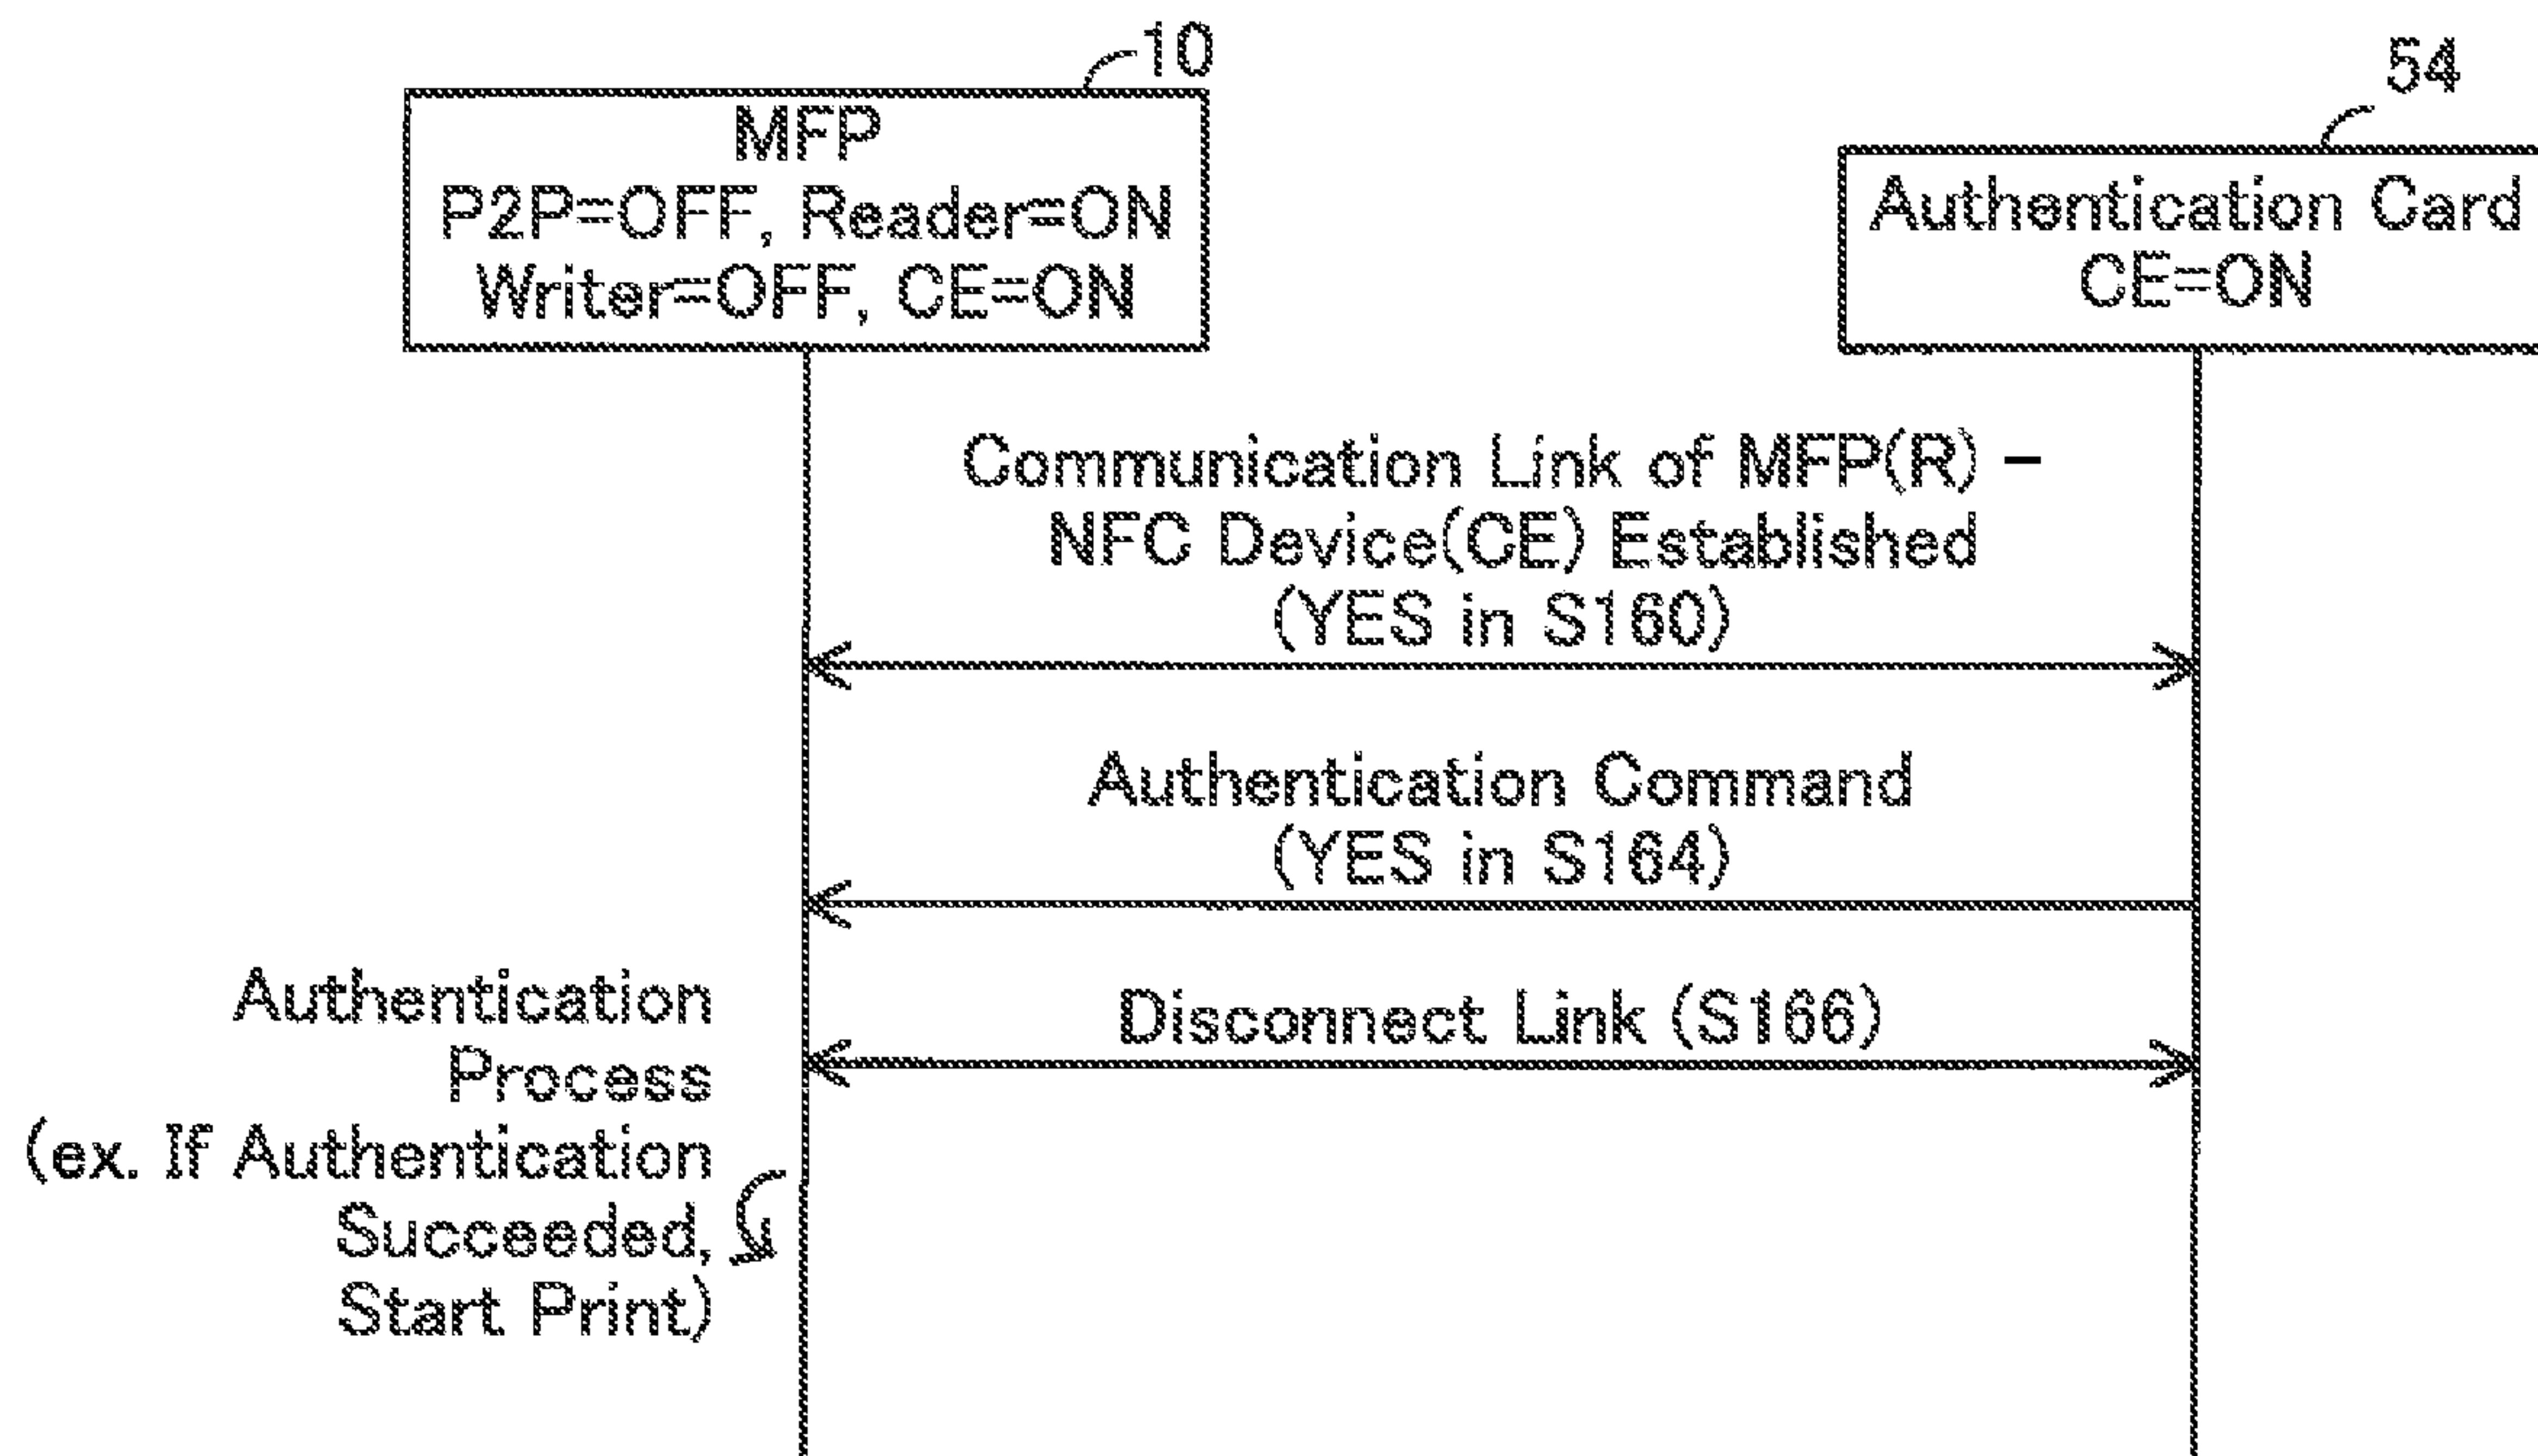 10
MFP
P2P=OFF, Reader=ON
Writer=OFF, CE=ON
54
Authentication Card
CE=ON
Communication Link of MFP(R) –
NFC Device(CE) Established
(YES in S160)
Authentication Command
(YES in S164)
Disconnect Link (S166)
Authentication
Process
(ex. If Authentication
Succeeded,
Start Print)